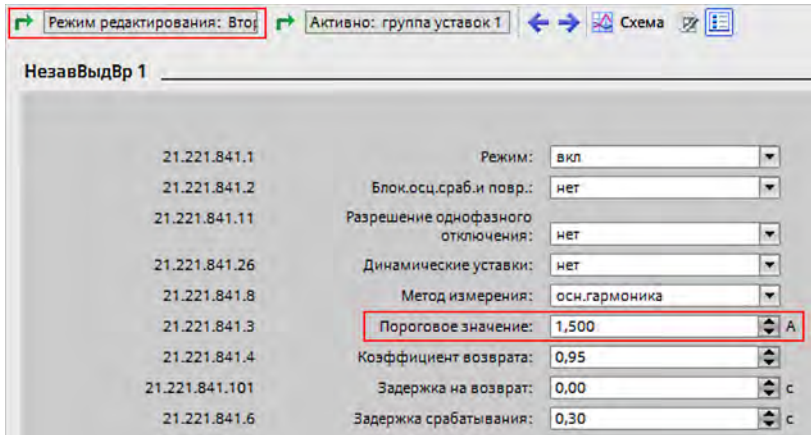 Режим редактирования: Втор Активно: группа уставок 1 Схема
НезавВыдВр 1
21.221.841.1 Режим: вкл
21.221.841.2 Блок.осц.сраб.и повр.: нет
21.221.841.11 Разрешение однофазного
отключения: нет
21.221.841.26 Динамические уставки: нет
21.221.841.8 Метод измерения: осн.гармоника
21.221.841.3 Пороговое значение: 1,500 A
21.221.841.4 Коэффициент возврата: 0,95
21.221.841.101 Задержка на возврат: 0,00 с
21.221.841.6 Задержка срабатывания: 0,30 с